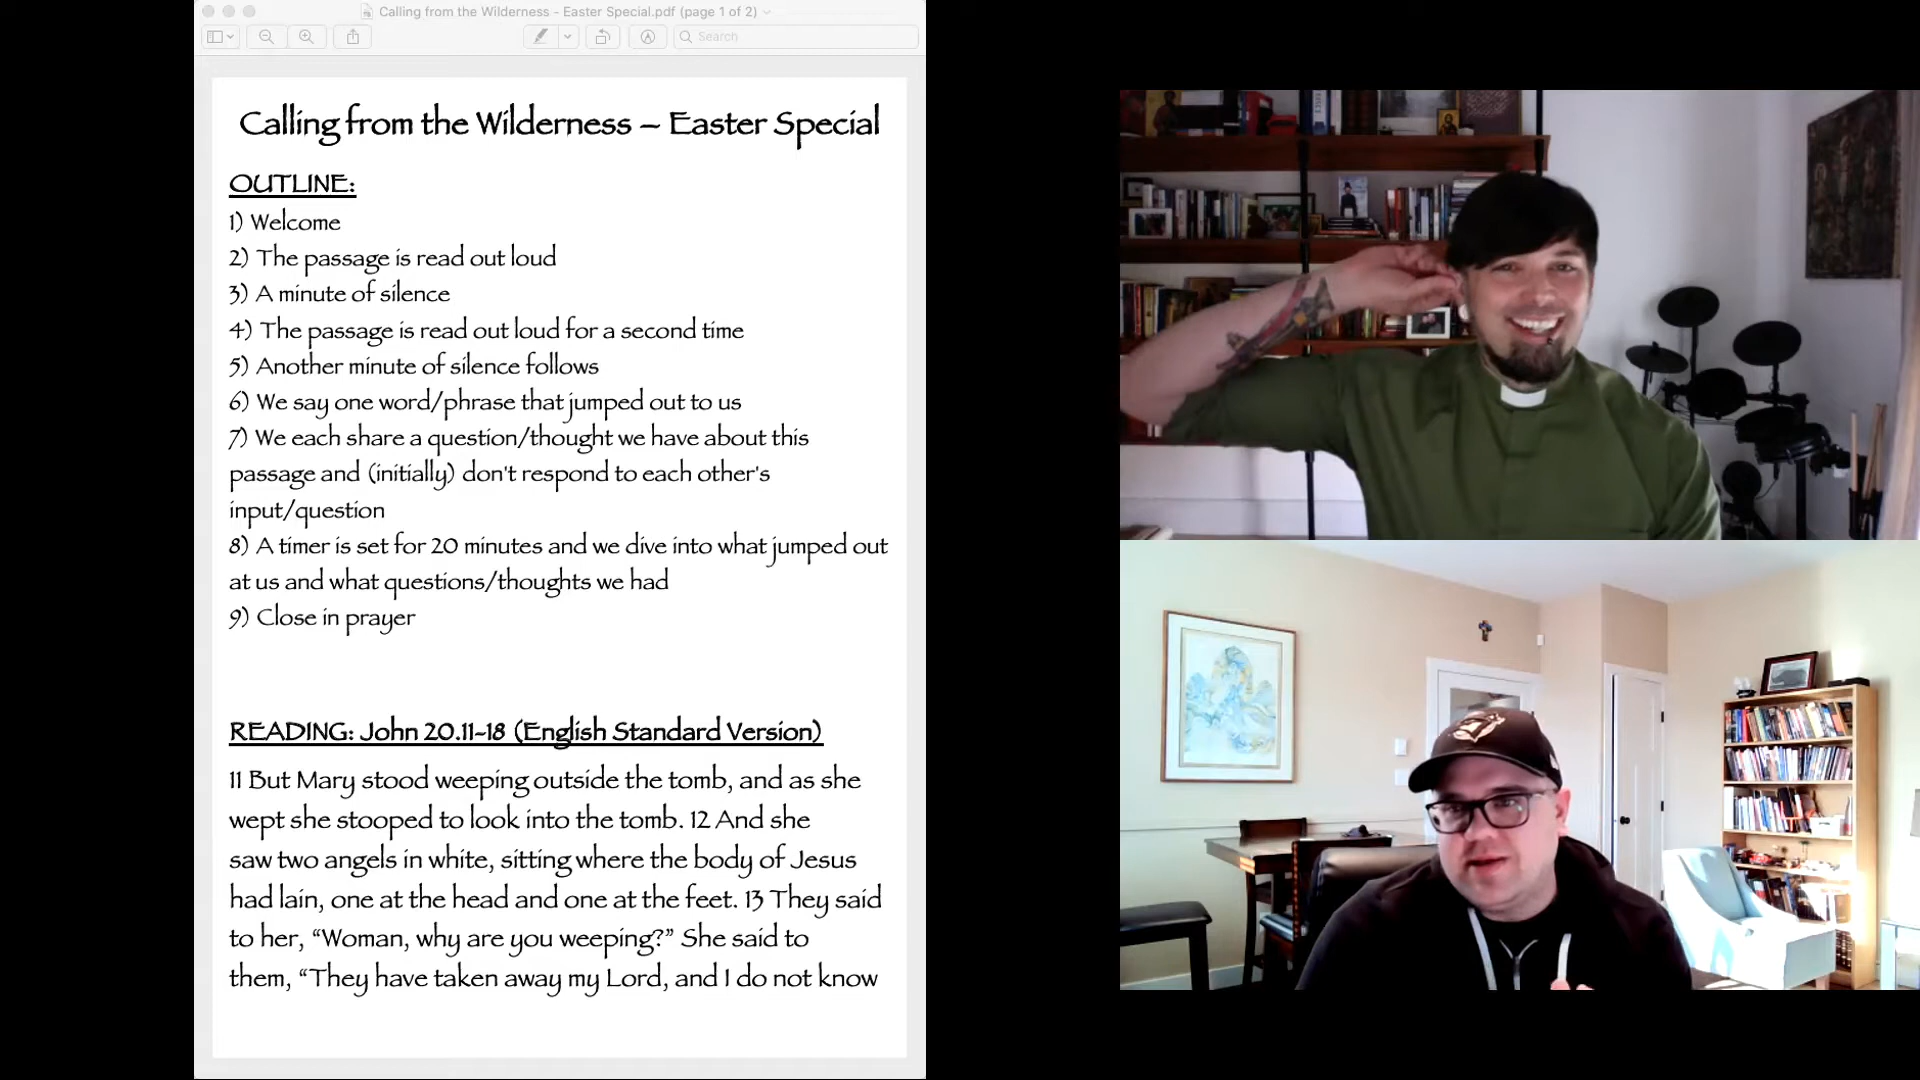 Calling from the Wilderness - Easter Special.pdf (page 1 of 2)
Search
Calling from the Wilderness – Easter Special
OUTLINE:
1) Welcome
2) The passage is read out loud
3) A minute of silence
4) The passage is read out loud for a second time
5) Another minute of silence follows
6) We say one word/phrase that jumped out to us
7) We each share a question/thought we have about this
passage and (initially) don't respond to each other's
input/question
8) A timer is set for 20 minutes and we dive into what jumped out
at us and what questions/thoughts we had
9) Close in prayer
READING: John 20.11-18 (English Standard Version)
11 But Mary stood weeping outside the tomb, and as she
wept she stooped to look into the tomb. 12 And she
saw two angels in white, sitting where the body of Jesus
had lain, one at the head and one at the feet. 13 They said
to her, “Woman, why are you weeping?” She said to
them, “They have taken away my Lord, and I do not know